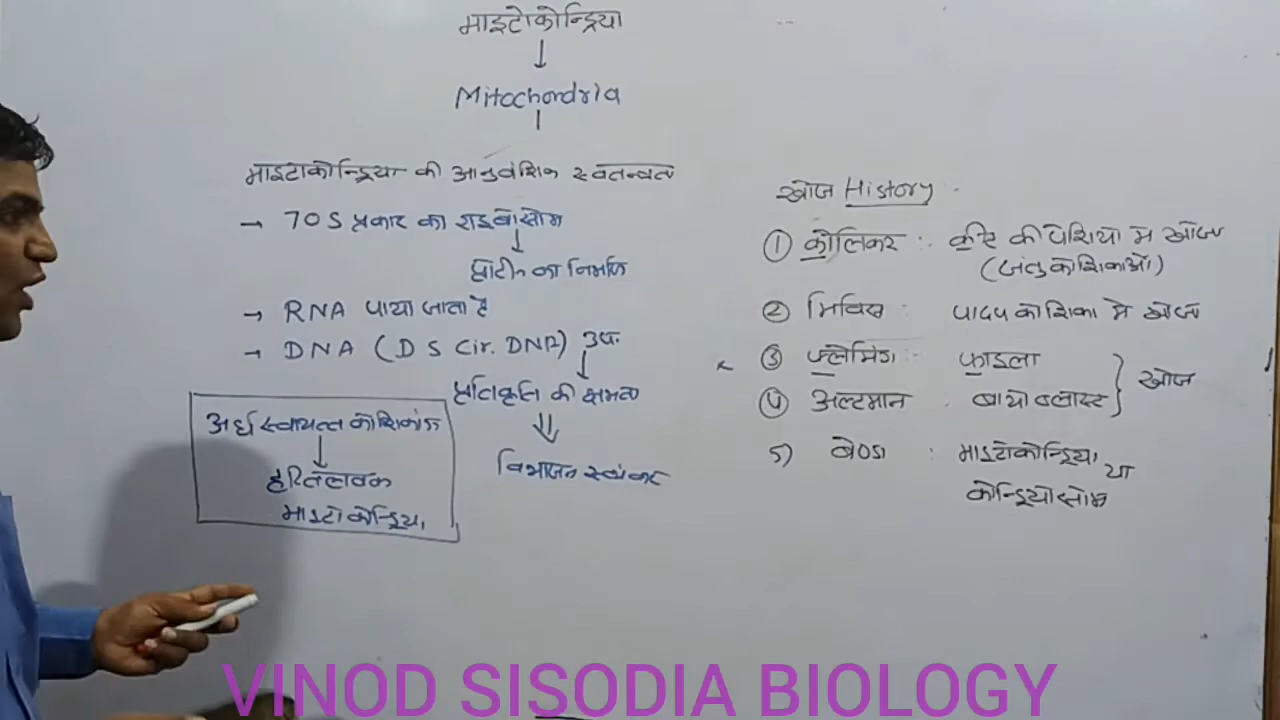 माइटोकोन्ड्रिया
Mitochondria
माइटोकोन्ड्रिया की आनुवंशिक स्वतन्त्रता
→ 70S प्रकार का राइबोसोम
प्रोटीन का निर्माण
→ RNA पाया जाता है
→ DNA (DS Cir. DNA) उप.
प्रतिकृति की क्षमता
विभाजन स्वंकर
अर्ध स्वायत्त कोशिकांग
हरितलवक
माइटोकोन्ड्रिया
खोज History :
① कोलिकर : कीट की पेशियो मे खोजा
(जंतु कोशिकाओं)
② मिविस : पादप कोशिका मे खोजा
③ फ्लेमिंग : फाइला
④ अल्टमान . बायोब्लास्ट } खोज
5) बेण्डा : माइटोकोन्ड्रिया या
कोन्ड्रियोसोम
VINOD SISODIA BIOLOGY